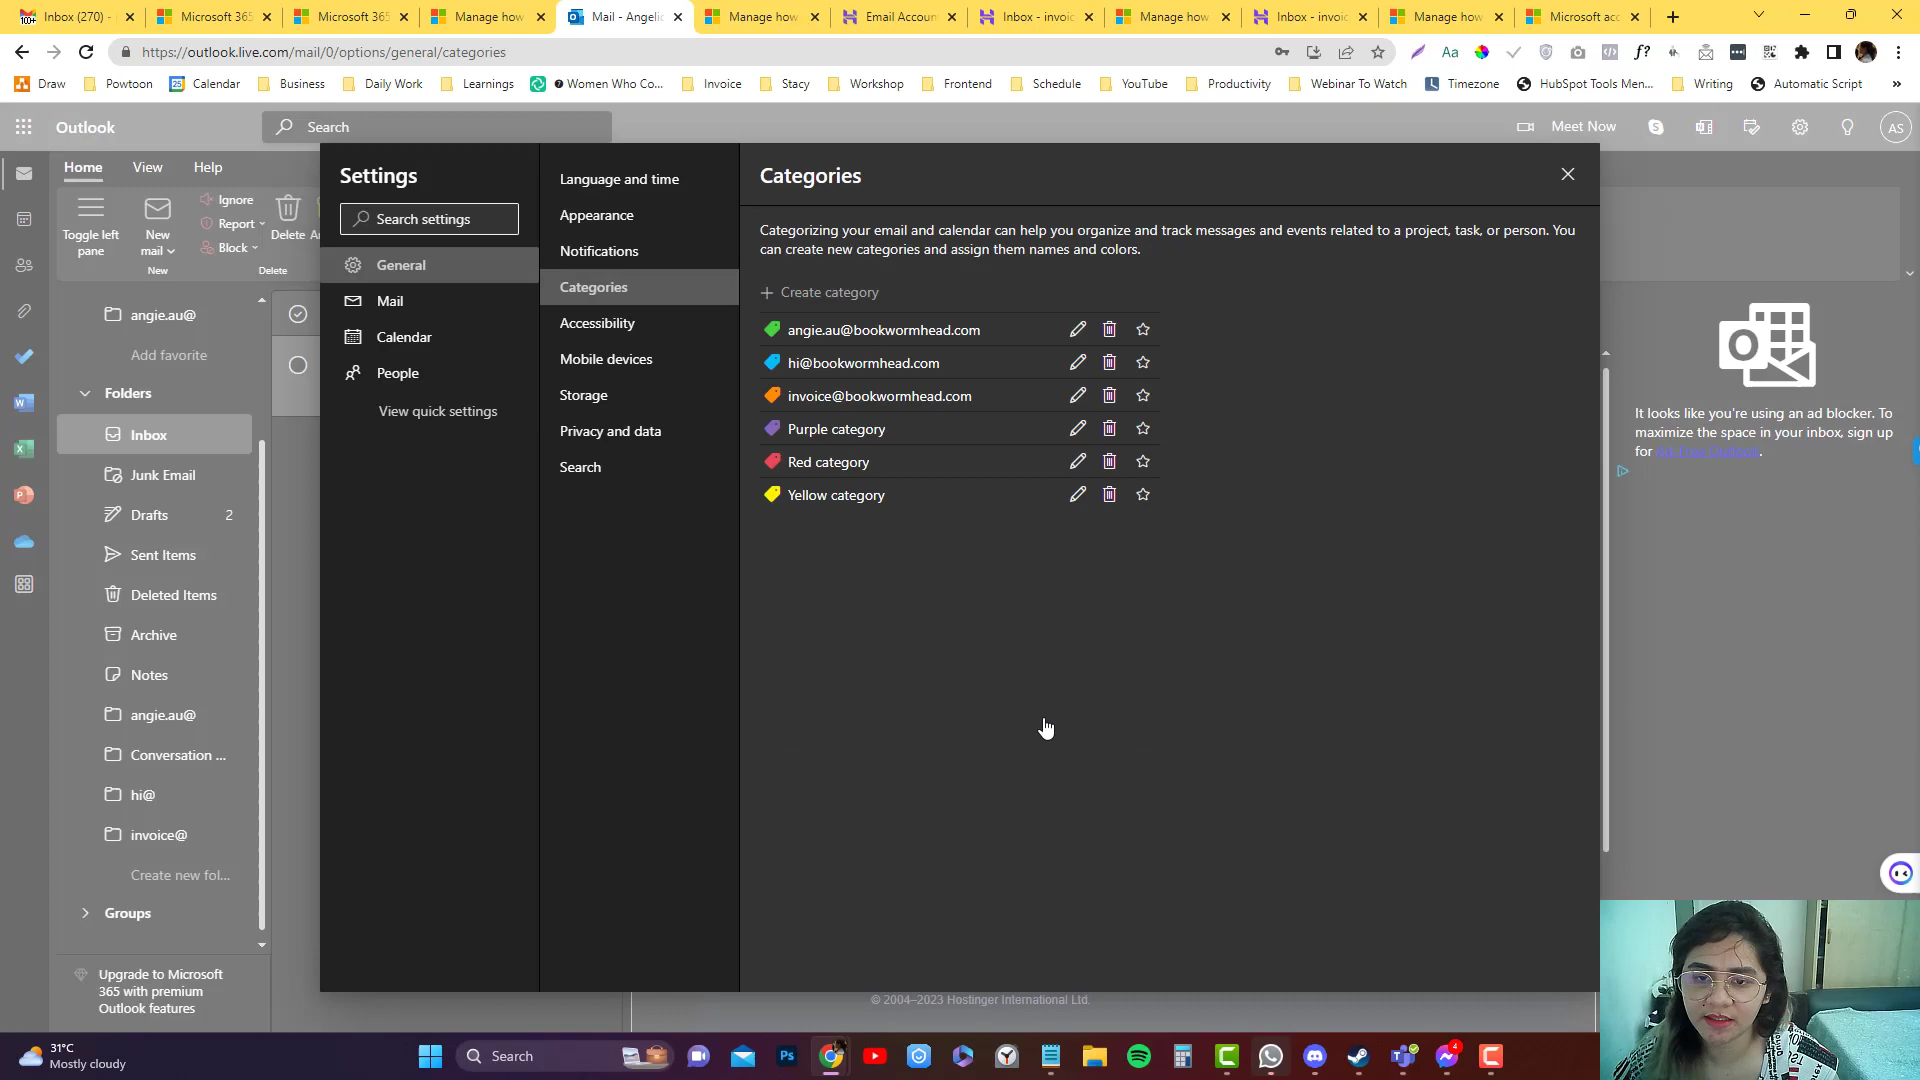 Inbox (270) -
Microsoft 365
Microsoft 365
Manage how
Mail - Angelic
Manage how
Email Accoun
Inbox - invoic
Manage how
Inbox - invoic
Manage how
Microsoft acc
https://outlook.live.com/mail/0/options/general/categories
Draw
Powtoon
Calendar
Business
Daily Work
Learnings
Women Who Co...
Invoice
Stacy
Workshop
Frontend
Schedule
YouTube
Productivity
Webinar To Watch
Timezone
HubSpot Tools Men...
Writing
Automatic Script
»
Outlook
Search
Meet Now
AS
Home
View
Help
Toggle left pane
New mail
New
Ignore
Report
Block
Delete
Delete
angie.au@
Add favorite
Folders
Inbox
Junk Email
Drafts 2
Sent Items
Deleted Items
Archive
Notes
angie.au@
Conversation ...
hi@
invoice@
Create new fol...
Groups
Upgrade to Microsoft
365 with premium
Outlook features
Settings
Search settings
General
Mail
Calendar
People
View quick settings
Language and time
Appearance
Notifications
Categories
Accessibility
Mobile devices
Storage
Privacy and data
Search
Categories
Categorizing your email and calendar can help you organize and track messages and events related to a project, task, or person. You
can create new categories and assign them names and colors.
Create category
angie.au@bookwormhead.com
hi@bookwormhead.com
invoice@bookwormhead.com
Purple category
Red category
Yellow category
It looks like you're using an ad blocker. To
maximize the space in your inbox, sign up
for Ad-Free Outlook.
© 2004–2023 Hostinger International Ltd.
31°C
Mostly cloudy
Search
4